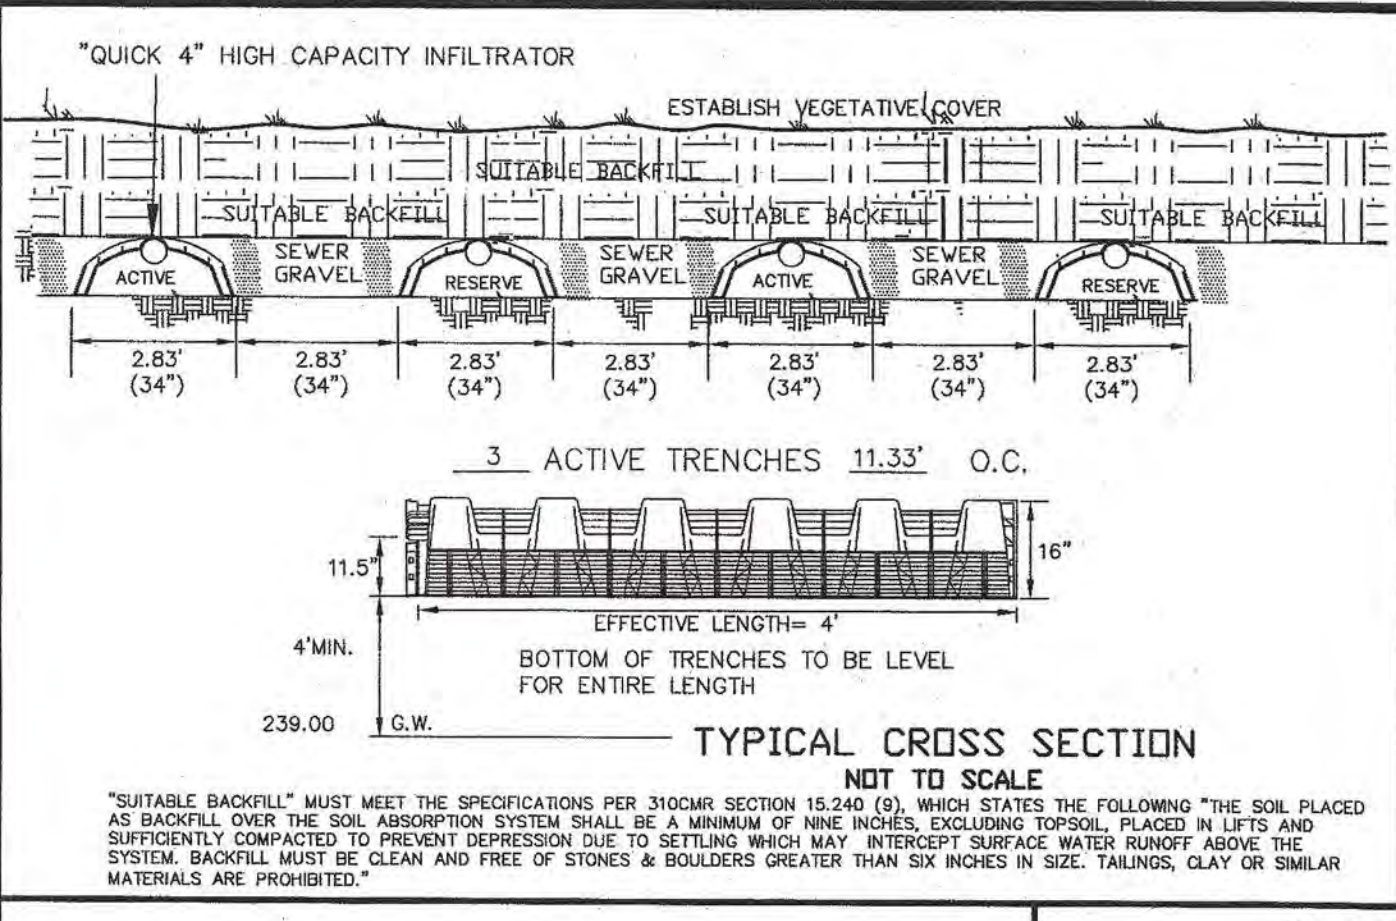 "QUICK 4" HIGH CAPACITY INFILTRATOR
ESTABLISH VEGETATIVE COVER
SUITABLE BACKFILL
SUITABLE BACKFILL
SUITABLE BACKFILL
SUITABLE BACKFILL
ACTIVE
SEWER
GRAVEL
RESERVE
SEWER
GRAVEL
ACTIVE
SEWER
GRAVEL
RESERVE
2.83'
(34")
2.83'
(34")
2.83'
(34")
2.83'
(34")
2.83'
(34")
2.83'
(34")
2.83'
(34")
3 ACTIVE TRENCHES 11.33' O.C.
11.5"
16"
EFFECTIVE LENGTH= 4'
4'MIN.
BOTTOM OF TRENCHES TO BE LEVEL
FOR ENTIRE LENGTH
239.00 G.W.
TYPICAL CROSS SECTION
NOT TO SCALE
"SUITABLE BACKFILL" MUST MEET THE SPECIFICATIONS PER 310CMR SECTION 15.240 (9), WHICH STATES THE FOLLOWING "THE SOIL PLACED
AS BACKFILL OVER THE SOIL ABSORPTION SYSTEM SHALL BE A MINIMUM OF NINE INCHES, EXCLUDING TOPSOIL, PLACED IN LIFTS AND
SUFFICIENTLY COMPACTED TO PREVENT DEPRESSION DUE TO SETTLING WHICH MAY INTERCEPT SURFACE WATER RUNOFF ABOVE THE
SYSTEM. BACKFILL MUST BE CLEAN AND FREE OF STONES & BOULDERS GREATER THAN SIX INCHES IN SIZE. TAILINGS, CLAY OR SIMILAR
MATERIALS ARE PROHIBITED."